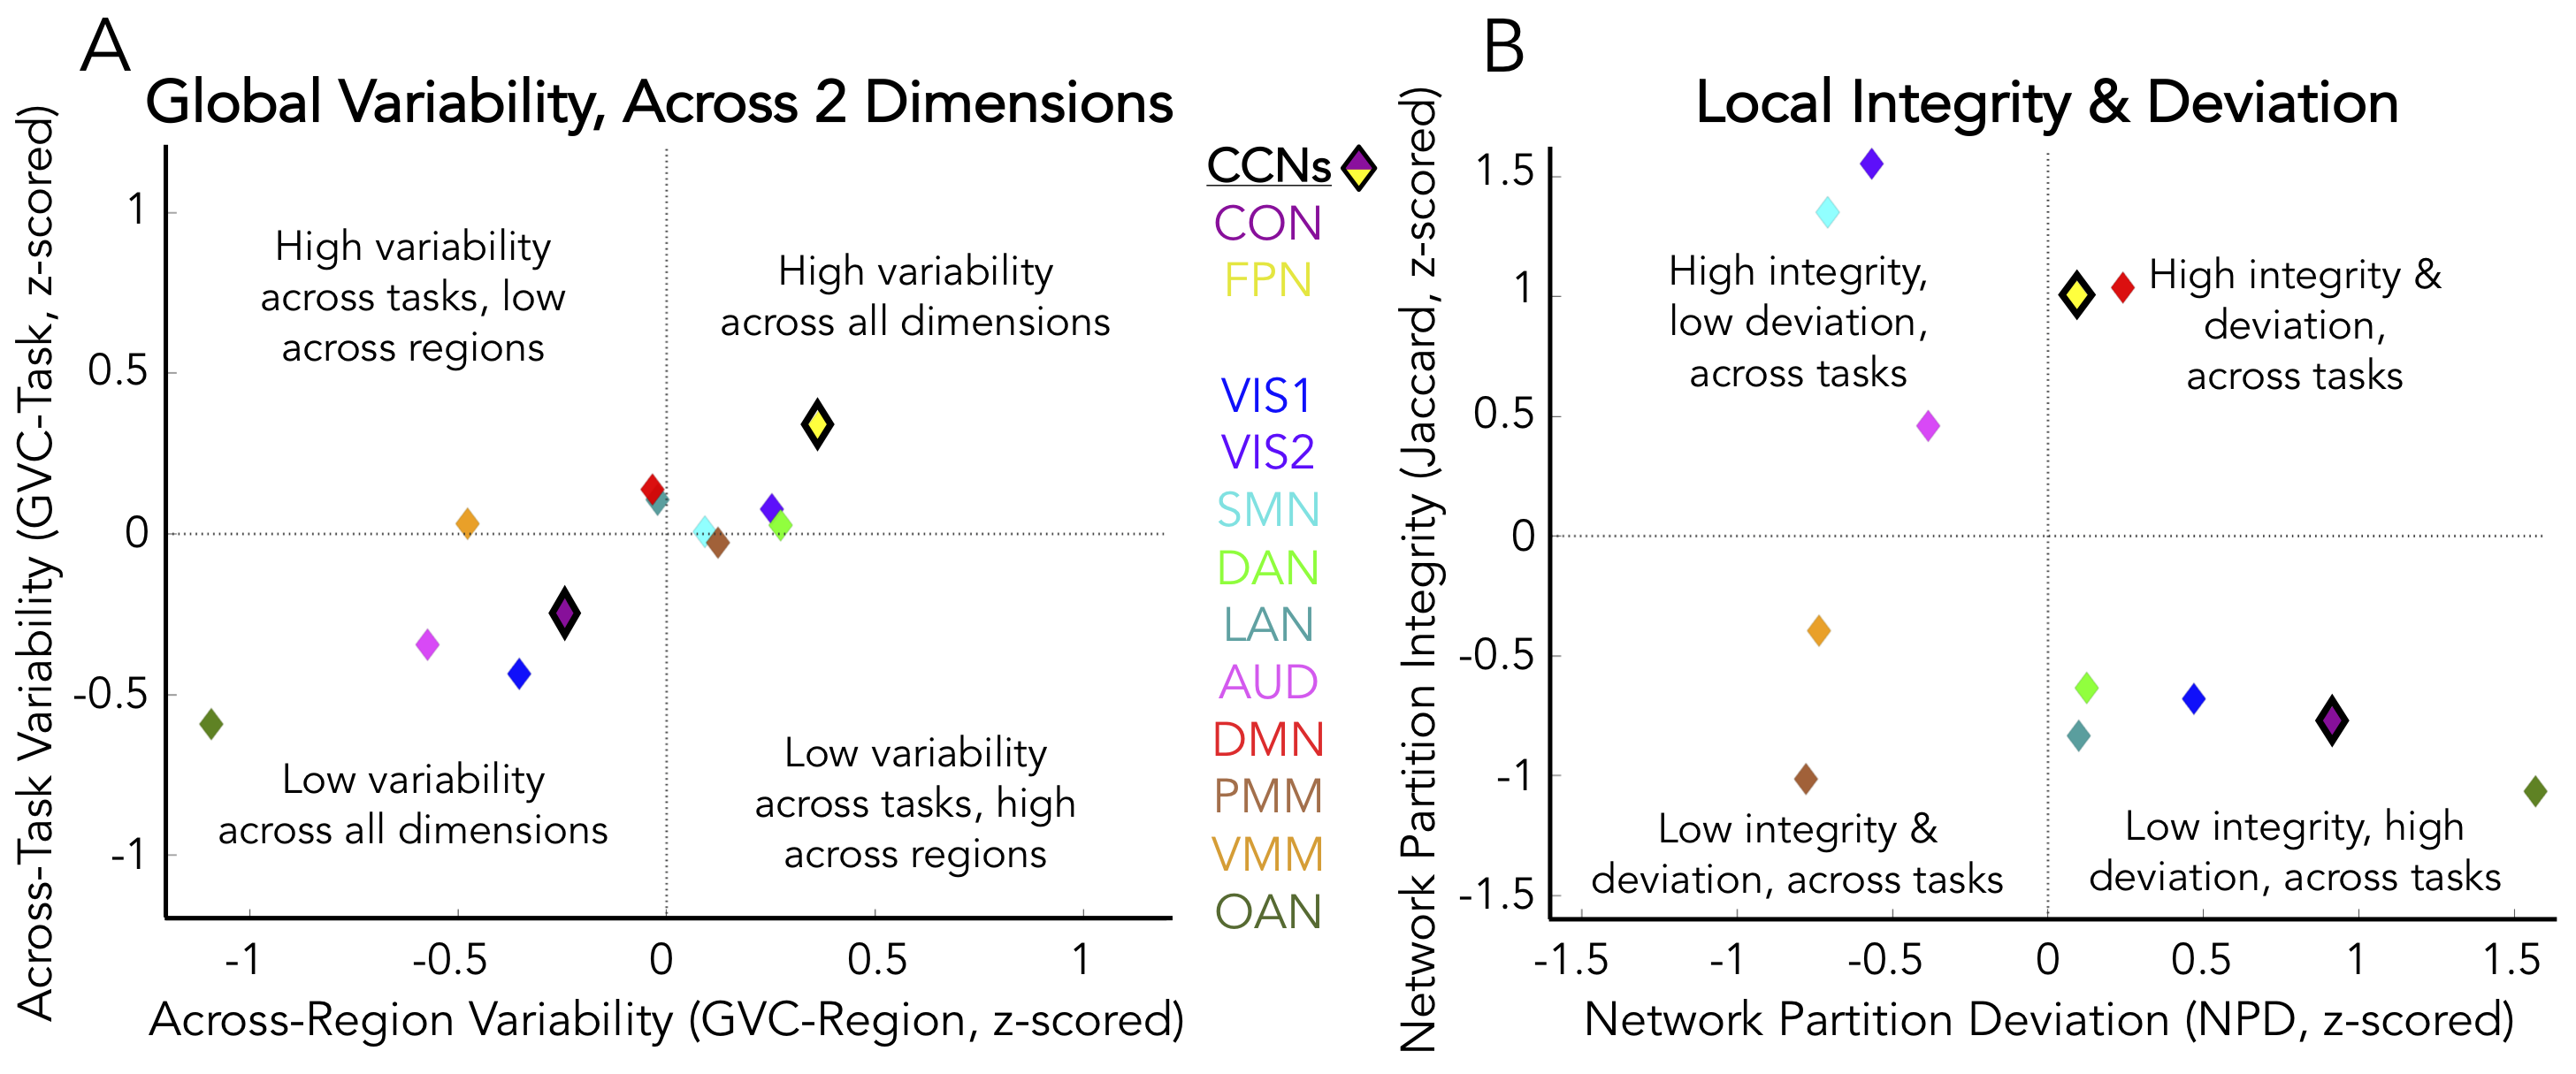 A
Global Variability, Across 2 Dimensions
Across-Task Variability (GVC-Task, z-scored)
1
0.5
0
-0.5
-1
High variability
across tasks, low
across regions
High variability
across all dimensions
Low variability
across all dimensions
Low variability
across tasks, high
across regions
-1
-0.5
0
0.5
1
Across-Region Variability (GVC-Region, z-scored)
CCNs
CON
FPN
VIS1
VIS2
SMN
DAN
LAN
AUD
DMN
PMM
VMM
OAN
B
Local Integrity & Deviation
Network Partition Integrity (Jaccard, z-scored)
1.5
1
0.5
0
-0.5
-1
-1.5
High integrity,
low deviation,
across tasks
High integrity &
deviation,
across tasks
Low integrity &
deviation, across tasks
Low integrity, high
deviation, across tasks
-1.5
-1
-0.5
0
0.5
1
1.5
Network Partition Deviation (NPD, z-scored)